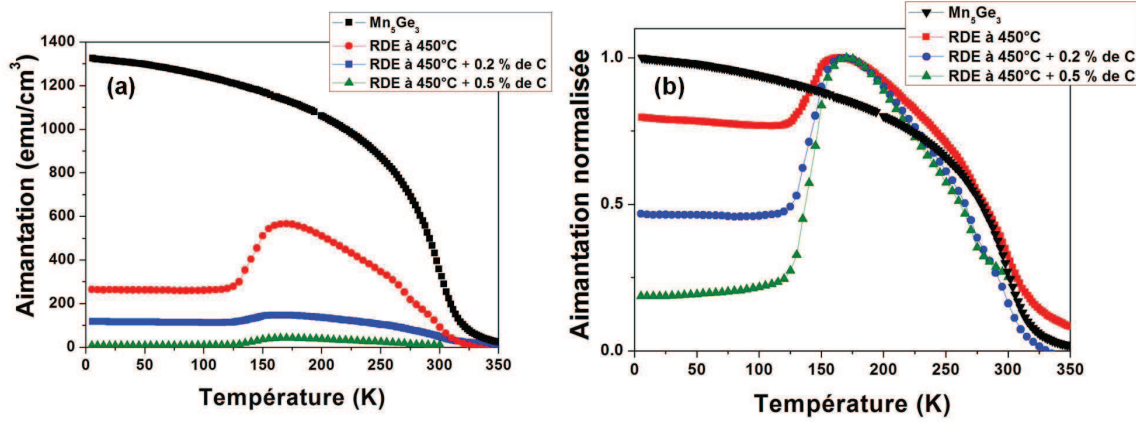 Mn5Ge3
RDE à 450°C
RDE à 450°C + 0.2 % de C
RDE à 450°C + 0.5 % de C
(a)
1400
1200
1000
800
600
400
200
0
Aimantation (emu/cm³)
0 50 100 150 200 250 300 350
Température (K)
Mn5Ge3
RDE à 450°C
RDE à 450°C + 0.2 % de C
RDE à 450°C + 0.5 % de C
(b)
1.0
0.5
0.0
Aimantation normalisée
0 50 100 150 200 250 300 350
Température (K)